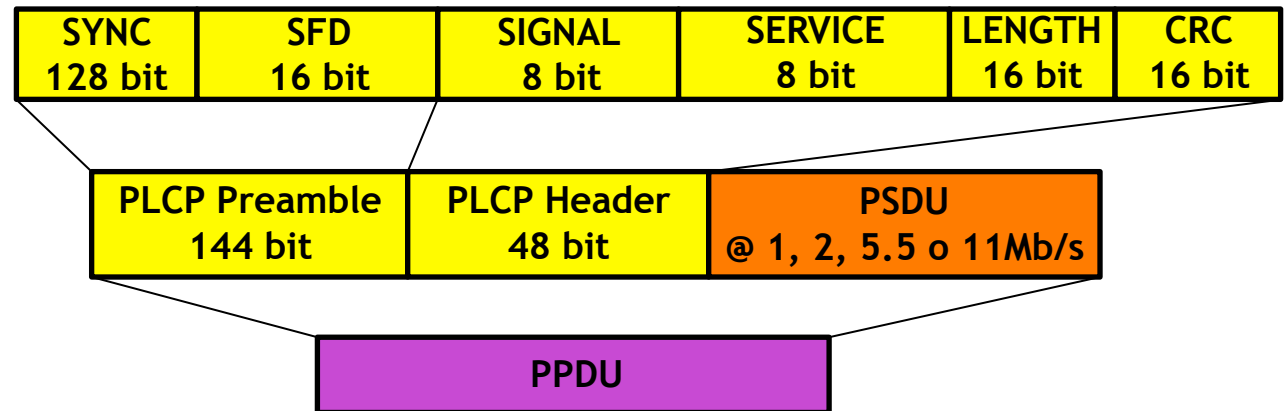 SYNC
128 bit
SFD
16 bit
SIGNAL
8 bit
SERVICE
8 bit
LENGTH
16 bit
CRC
16 bit
PLCP Preamble
144 bit
PLCP Header
48 bit
PSDU
@ 1, 2, 5.5 o 11Mb/s
PPDU